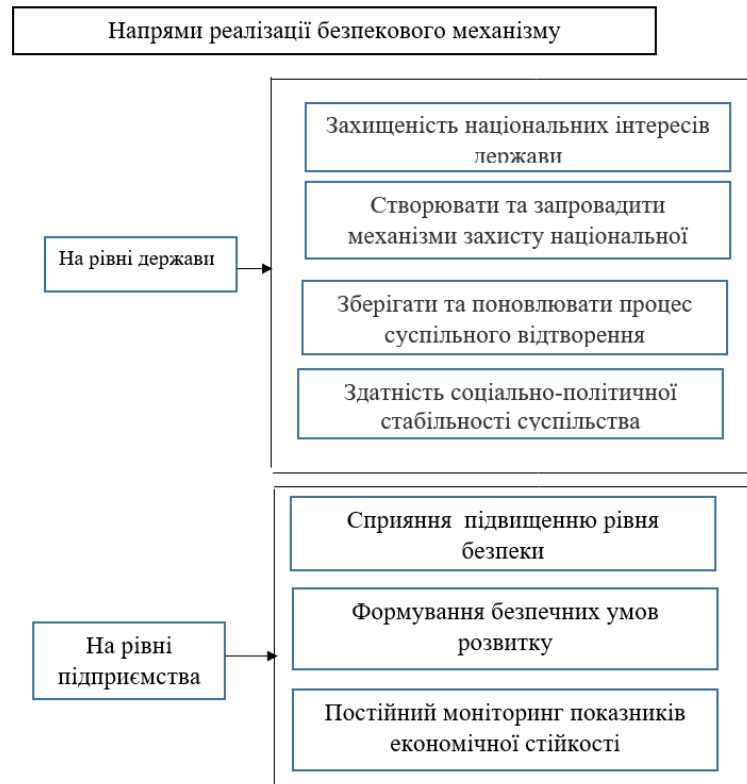 Напрями реалізації безпекового механізму
На рівні держави
Захищеність національних інтересів
держави
Створювати та запровадити
механізми захисту національної
Зберігати та поновлювати процес
суспільного відтворення
Здатність соціально-політичної
стабільності суспільства
На рівні
підприємства
Сприяння підвищенню рівня
безпеки
Формування безпечних умов
розвитку
Постійний моніторинг показників
економічної стійкості